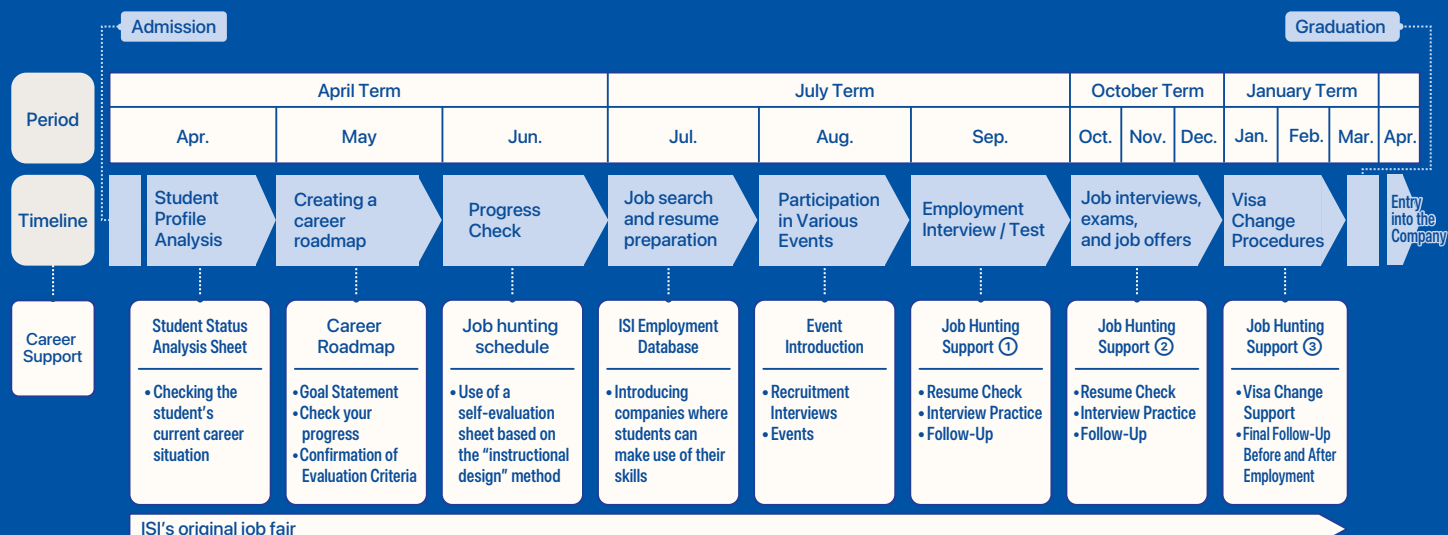 Admission
Graduation
Period
April Term
July Term
October Term
January Term
Apr.
May
Jun.
Jul.
Aug.
Sep.
Oct.
Nov.
Dec.
Jan.
Feb.
Mar.
Apr.
Timeline
Student
Profile
Analysis
Creating a
career
roadmap
Progress
Check
Job search
and resume
preparation
Participation
in Various
Events
Employment
Interview / Test
Job interviews,
exams,
and job offers
Visa
Change
Procedures
Entry
into the
Company
Career
Support
Student Status
Analysis Sheet
•Checking the
student's
current career
situation
Career
Roadmap
•Goal Statement
•Check your
progress
•Confirmation of
Evaluation Criteria
Job hunting
schedule
•Use of a
self-evaluation
sheet based on
the “instructional
design” method
ISI Employment
Database
•Introducing
companies where
students can
make use of their
skills
Event
Introduction
•Recruitment
Interviews
•Events
Job Hunting
Support ①
•Resume Check
•Interview Practice
•Follow-Up
Job Hunting
Support ②
•Resume Check
•Interview Practice
•Follow-Up
Job Hunting
Support ③
•Visa Change
Support
•Final Follow-Up
Before and After
Employment
ISI's original job fair